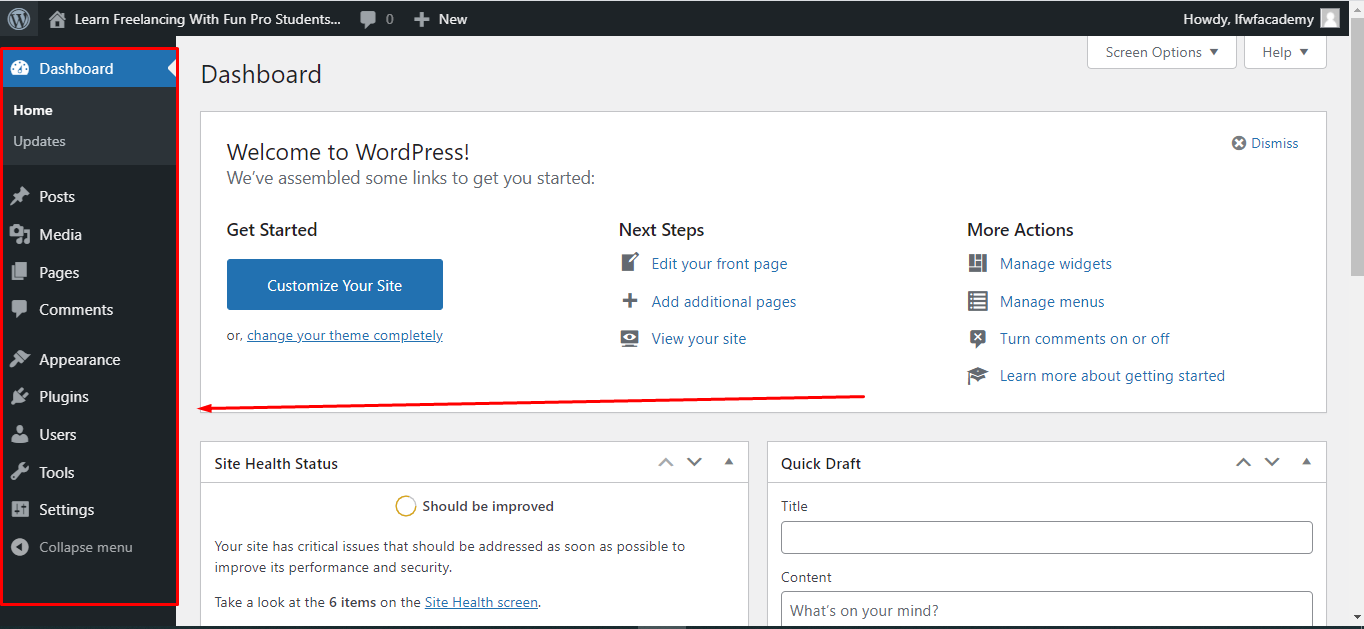 Learn Freelancing With Fun Pro Students... 0 New Howdy, lfwfacademy
Dashboard
Home
Updates
Posts
Media
Pages
Comments
Appearance
Plugins
Users
Tools
Settings
Collapse menu
Screen Options Help
Dashboard
Welcome to WordPress!
Dismiss
We've assembled some links to get you started:
Get Started
Customize Your Site
or, change your theme completely
Next Steps
Edit your front page
Add additional pages
View your site
More Actions
Manage widgets
Manage menus
Turn comments on or off
Learn more about getting started
Site Health Status
Should be improved
Your site has critical issues that should be addressed as soon as possible to
improve its performance and security.
Take a look at the 6 items on the Site Health screen.
Quick Draft
Title
Content
What's on your mind?